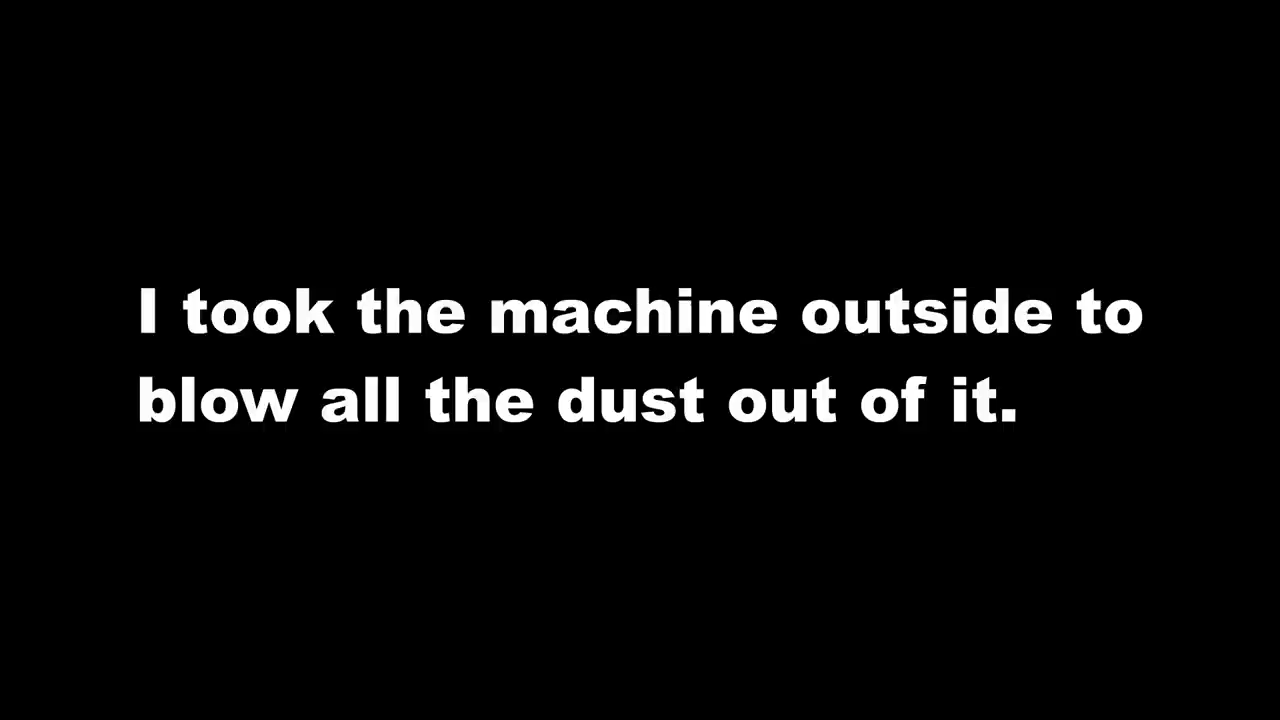 I took the machine outside to
blow all the dust out of it.